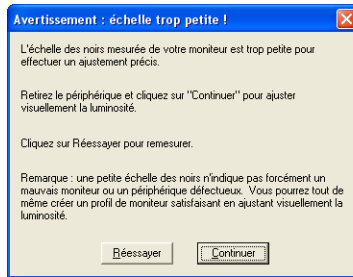 Avertissement : échelle trop petite !
L'échelle des noirs mesurée de votre moniteur est trop petite pour
effectuer un ajustement précis.
Retirez le périphérique et cliquez sur "Continuer" pour ajuster
visuellement la luminosité.
Cliquez sur Réessayer pour remesurer.
Remarque : une petite échelle des noirs n'indique pas forcément un
mauvais moniteur ou un périphérique défectueux. Vous pourrez tout de
même créer un profil de moniteur satisfaisant en ajustant visuellement la
luminosité.
Réessayer
Continuer